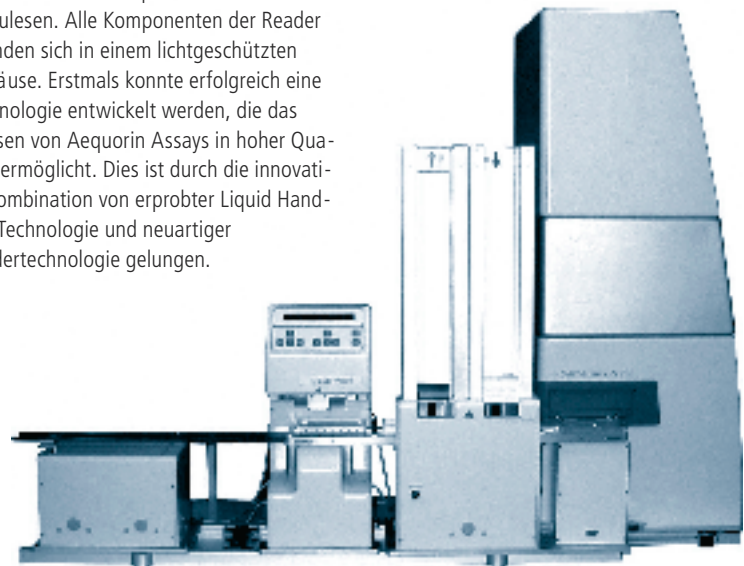 ulesen. Alle Komponenten der Reader
nden sich in einem lichtgeschützten
äuse. Erstmals konnte erfolgreich eine
nologie entwickelt werden, die das
sen von Aequorin Assays in hoher Qua-
ermöglicht. Dies ist durch die innovati-
ombination von erprobter Liquid Hand-
Technologie und neuartiger
dertechnologie gelungen.